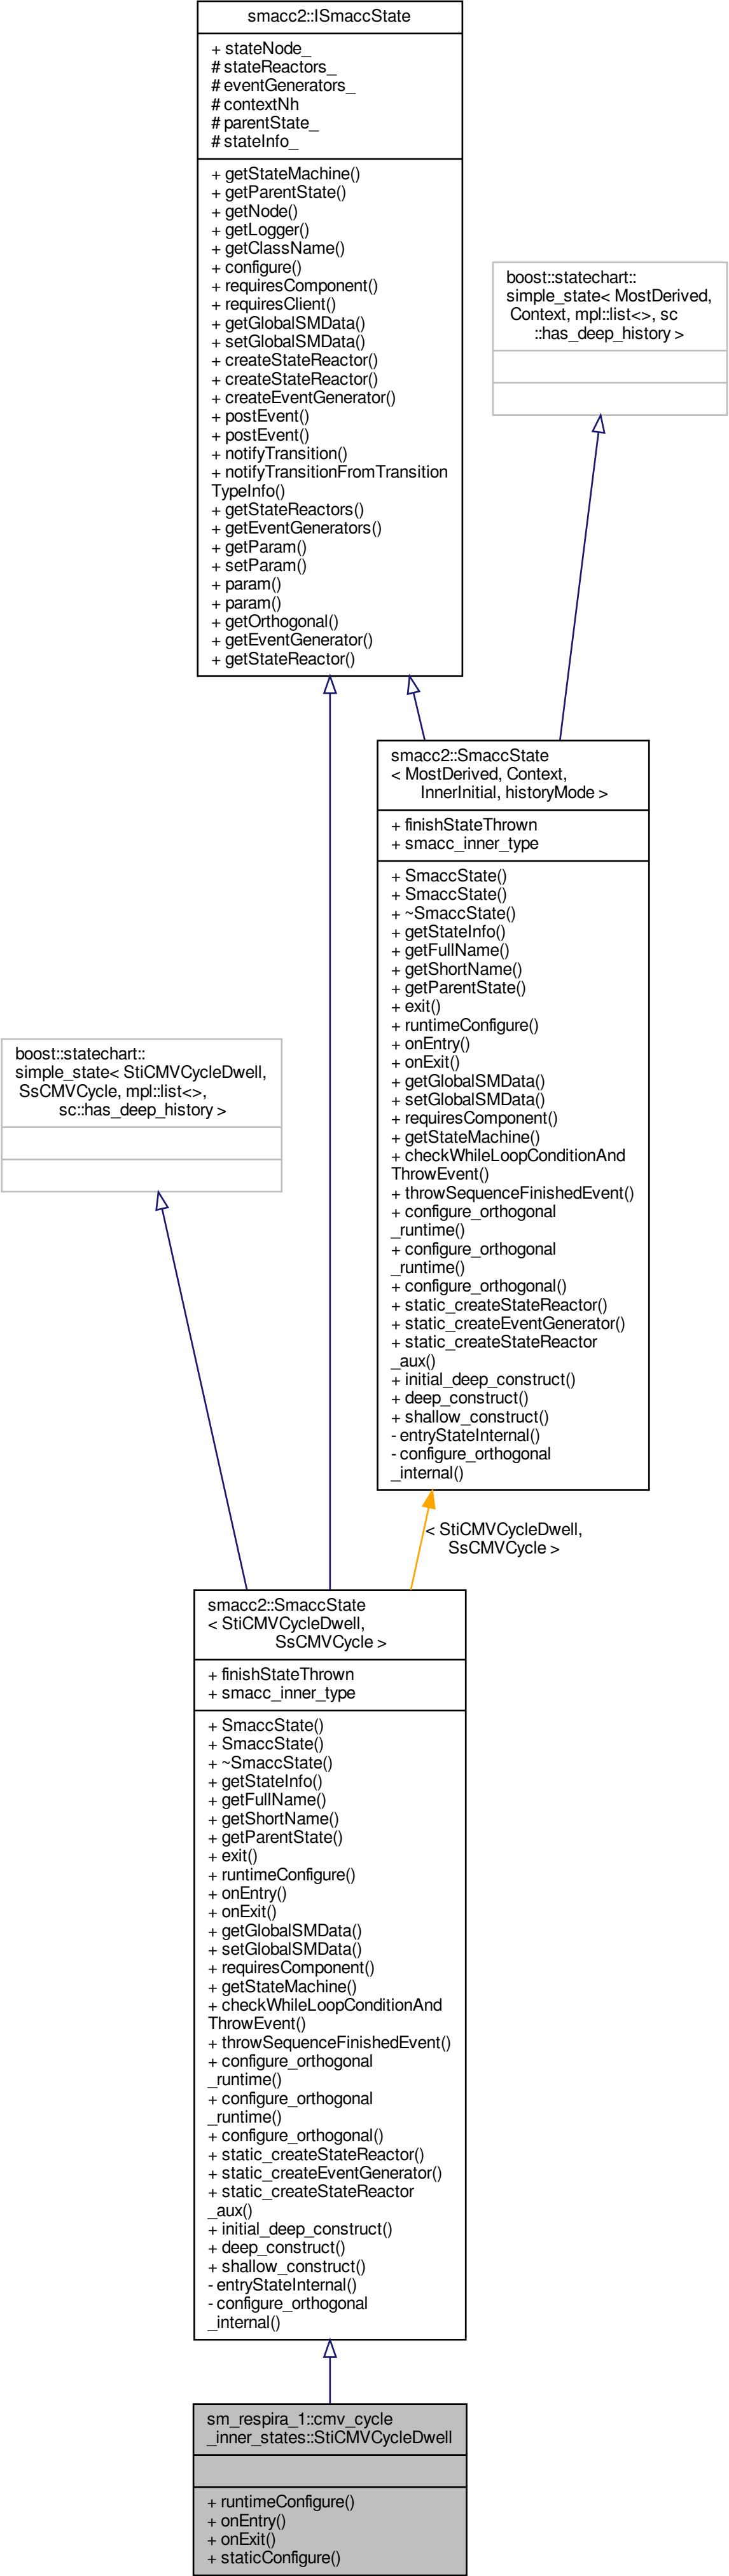 smacc2::ISmaccState
+ stateNode_
# stateReactors_
# eventGenerators_
# contextNh
# parentState_
# stateInfo_
+ getStateMachine()
+ getParentState()
+ getNode()
+ getLogger()
+ getClassName()
+ configure()
+ requiresComponent()
+ requiresClient()
+ getGlobalSMData()
+ setGlobalSMData()
+ createStateReactor()
+ createStateReactor()
+ createEventGenerator()
+ postEvent()
+ postEvent()
+ notifyTransition()
+ notifyTransitionFromTransition
TypeInfo()
+ getStateReactors()
+ getEventGenerators()
+ getParam()
+ setParam()
+ param()
+ param()
+ getOrthogonal()
+ getEventGenerator()
+ getStateReactor()
boost::statechart::
simple_state< MostDerived,
Context, mpl::list<>, sc
::has_deep_history >
smacc2::SmaccState
< MostDerived, Context,
InnerInitial, historyMode >
+ finishStateThrown
+ smacc_inner_type
+ SmaccState()
+ SmaccState()
+ ~SmaccState()
+ getStateInfo()
+ getFullName()
+ getShortName()
+ getParentState()
+ exit()
+ runtimeConfigure()
+ onEntry()
+ onExit()
+ getGlobalSMData()
+ setGlobalSMData()
+ requiresComponent()
+ getStateMachine()
+ checkWhileLoopConditionAnd
ThrowEvent()
+ throwSequenceFinishedEvent()
+ configure_orthogonal
_runtime()
+ configure_orthogonal
_runtime()
+ configure_orthogonal()
+ static_createStateReactor()
+ static_createEventGenerator()
+ static_createStateReactor
_aux()
+ initial_deep_construct()
+ deep_construct()
+ shallow_construct()
- entryStateInternal()
- configure_orthogonal
_internal()
boost::statechart::
simple_state< StiCMVCycleDwell,
SsCMVCycle, mpl::list<>,
sc::has_deep_history >
< StiCMVCycleDwell,
SsCMVCycle >
smacc2::SmaccState
< StiCMVCycleDwell,
SsCMVCycle >
+ finishStateThrown
+ smacc_inner_type
+ SmaccState()
+ SmaccState()
+ ~SmaccState()
+ getStateInfo()
+ getFullName()
+ getShortName()
+ getParentState()
+ exit()
+ runtimeConfigure()
+ onEntry()
+ onExit()
+ getGlobalSMData()
+ setGlobalSMData()
+ requiresComponent()
+ getStateMachine()
+ checkWhileLoopConditionAnd
ThrowEvent()
+ throwSequenceFinishedEvent()
+ configure_orthogonal
_runtime()
+ configure_orthogonal
_runtime()
+ configure_orthogonal()
+ static_createStateReactor()
+ static_createEventGenerator()
+ static_createStateReactor
_aux()
+ initial_deep_construct()
+ deep_construct()
+ shallow_construct()
- entryStateInternal()
- configure_orthogonal
_internal()
sm_respira_1::cmv_cycle
_inner_states::StiCMVCycleDwell
+ runtimeConfigure()
+ onEntry()
+ onExit()
+ staticConfigure()